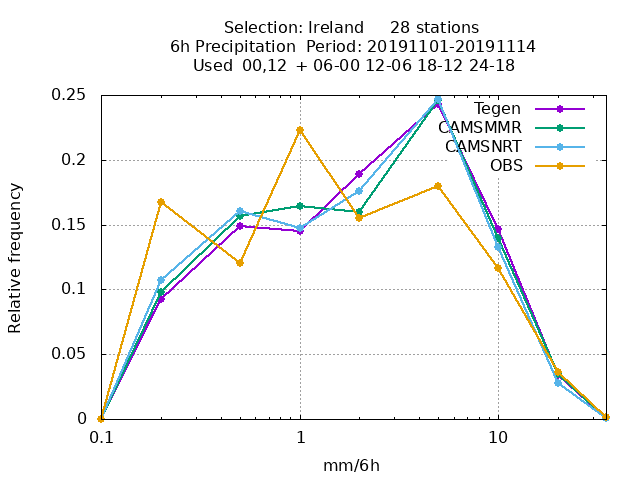 Selection: Ireland     28 stations
6h Precipitation  Period: 20191101-20191114
Used  00,12  + 06-00 12-06 18-12 24-18
0.25
Tegen
CAMSMMR
CAMSNRT
0.2
OBS
0.15
Relative frequency
0.1
0.05
0
0.1
1
10
mm/6h